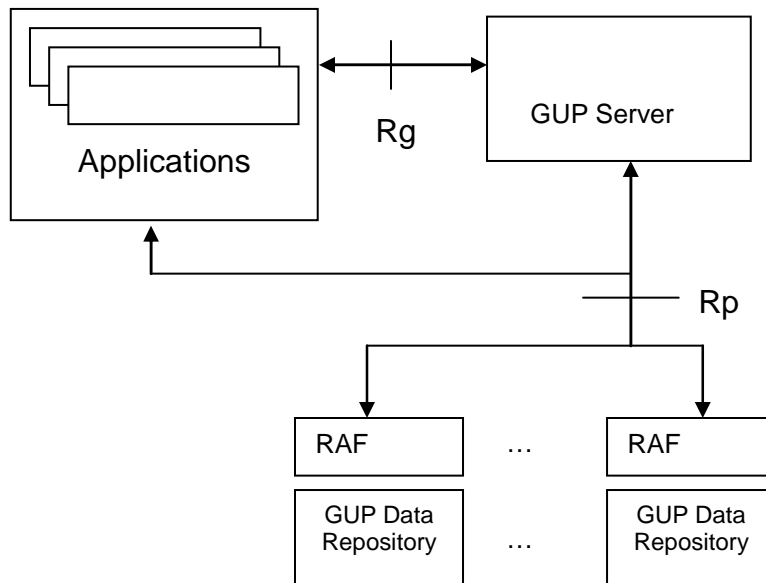 Applications
Rg
GUP Server
Rp
RAF
...
RAF
GUP Data
Repository
...
GUP Data
Repository